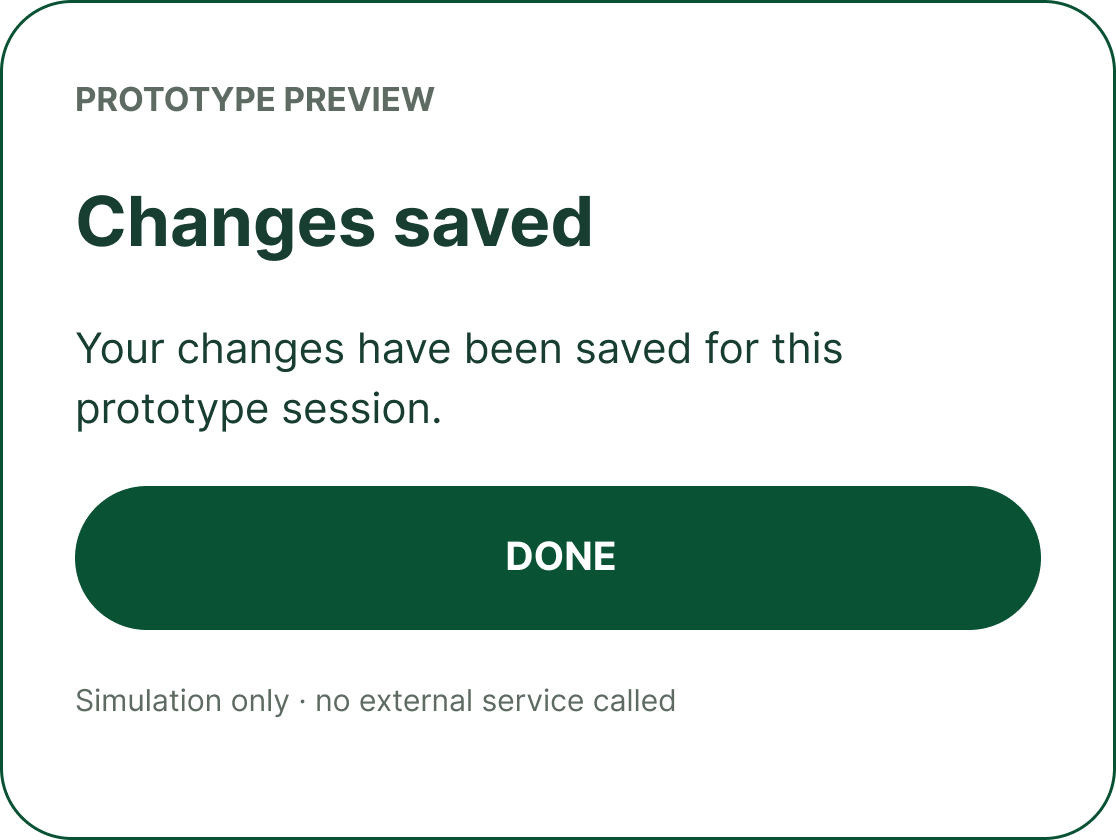 PROTOTYPE PREVIEW
Changes saved
Your changes have been saved for this
prototype session.
DONE
Simulation only · no external service called